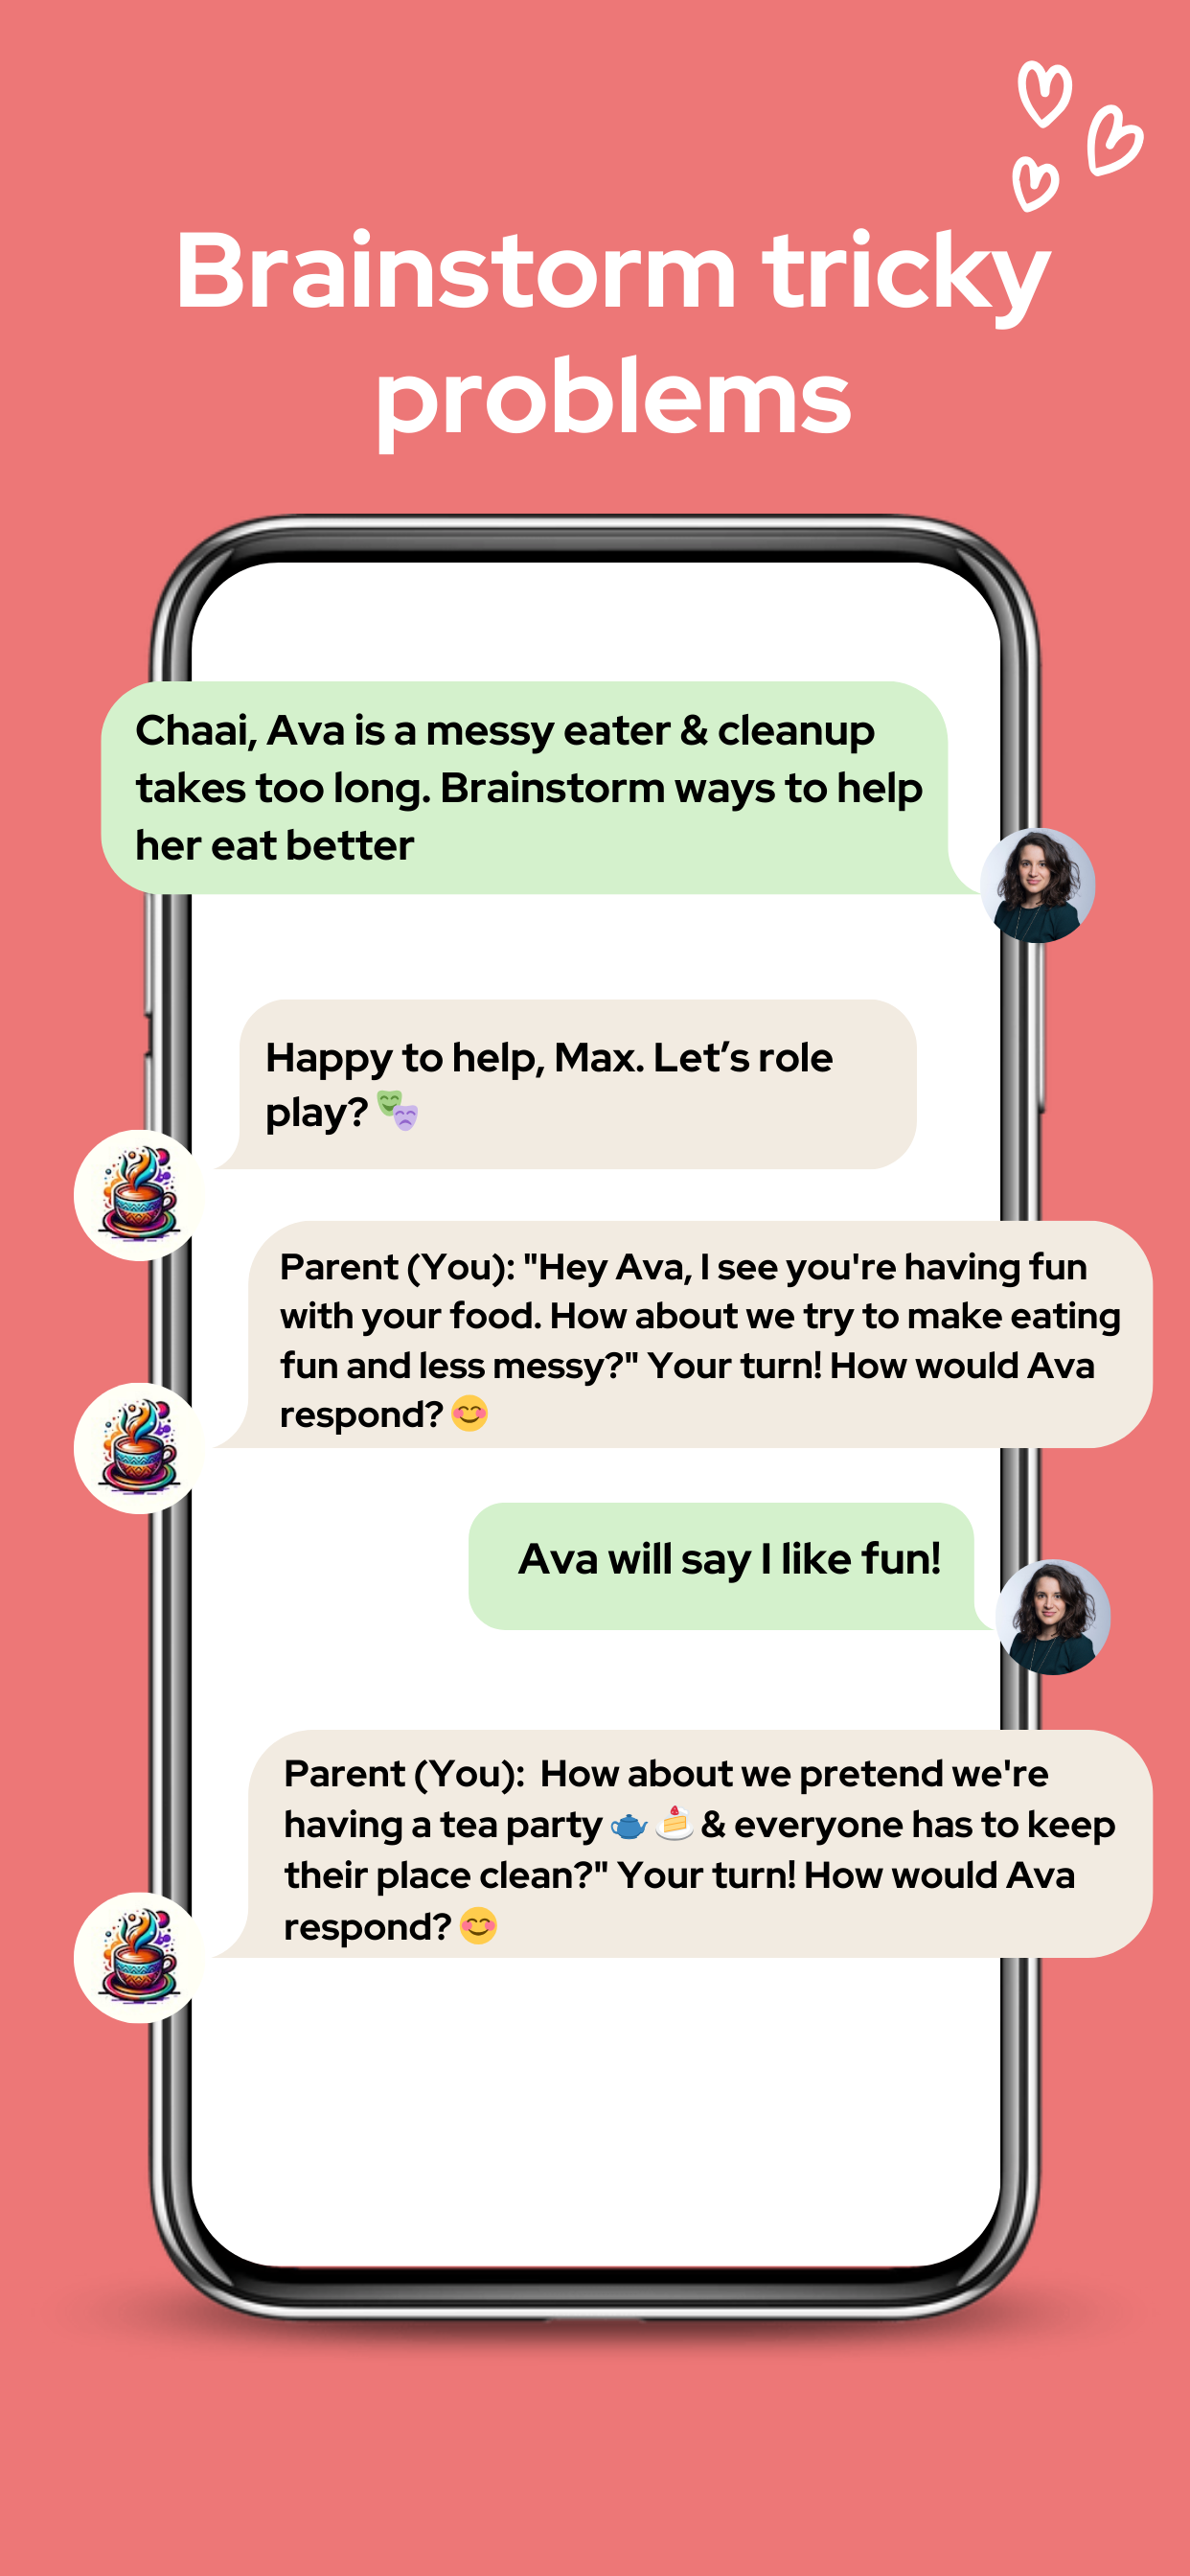 Brainstorm tricky
problems
Chaai, Ava is a messy eater & cleanup
takes too long. Brainstorm ways to help
her eat better
Happy to help, Max. Let’s role
play? 🎭
Parent (You): "Hey Ava, I see you're having fun
with your food. How about we try to make eating
fun and less messy?" Your turn! How would Ava
respond? 😊
Ava will say I like fun!
Parent (You):  How about we pretend we're
having a tea party 🫖 🍰 & everyone has to keep
their place clean?" Your turn! How would Ava
respond? 😊